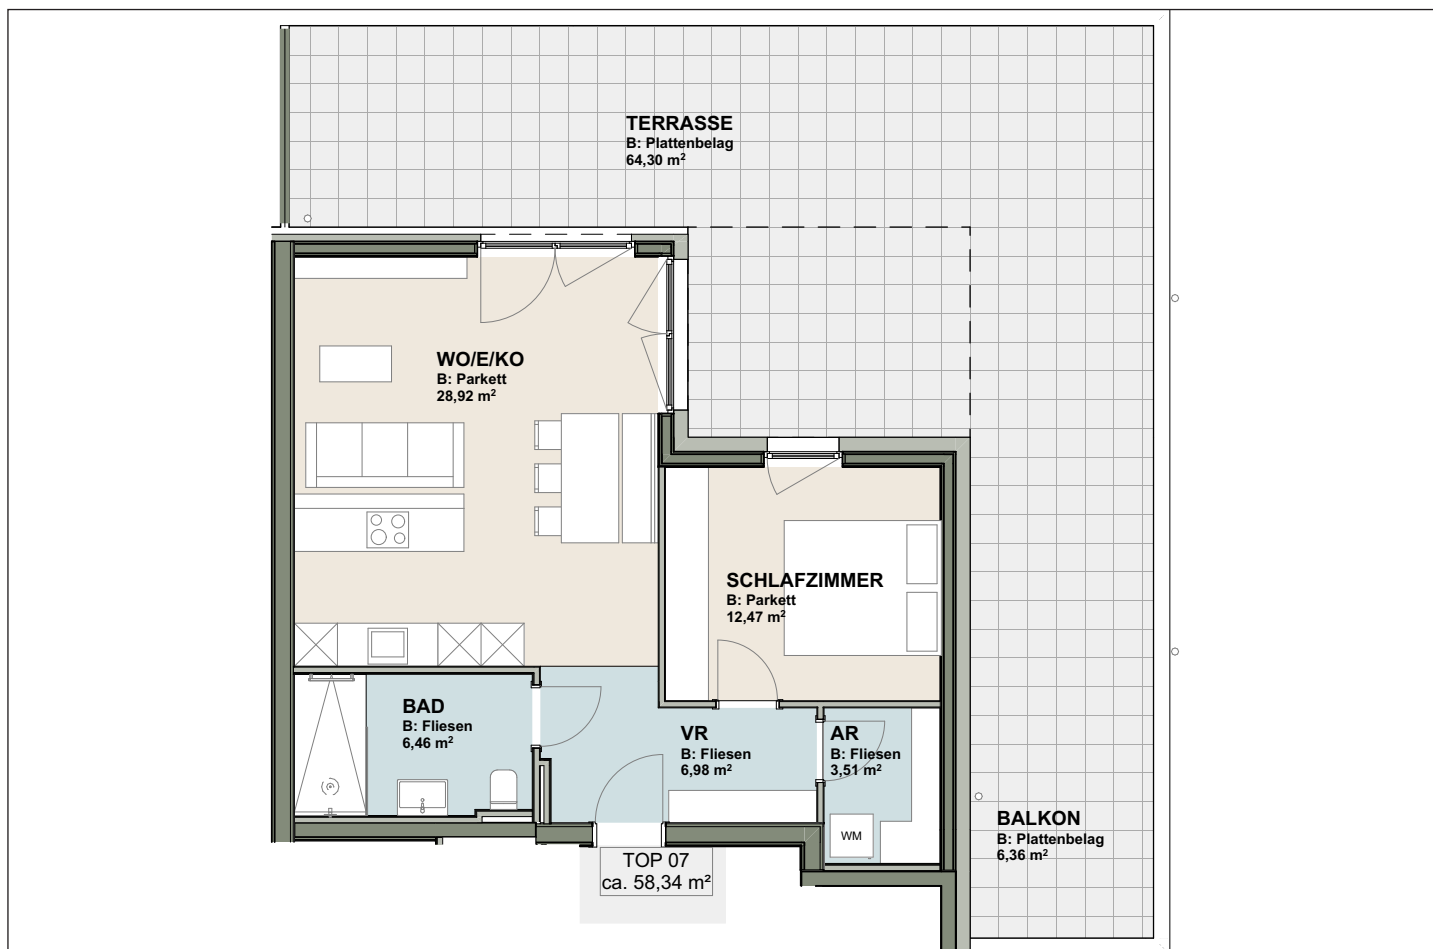 TERRASSE
B: Plattenbelag
64,30 m²
WO/E/KO
B: Parkett
28,92 m²
SCHLAFZIMMER
B: Parkett
12,47 m²
BAD
B: Fliesen
6,46 m²
VR
B: Fliesen
6,98 m²
AR
B: Fliesen
3,51 m²
WM
BALKON
B: Plattenbelag
6,36 m²
TOP 07
ca. 58,34 m²